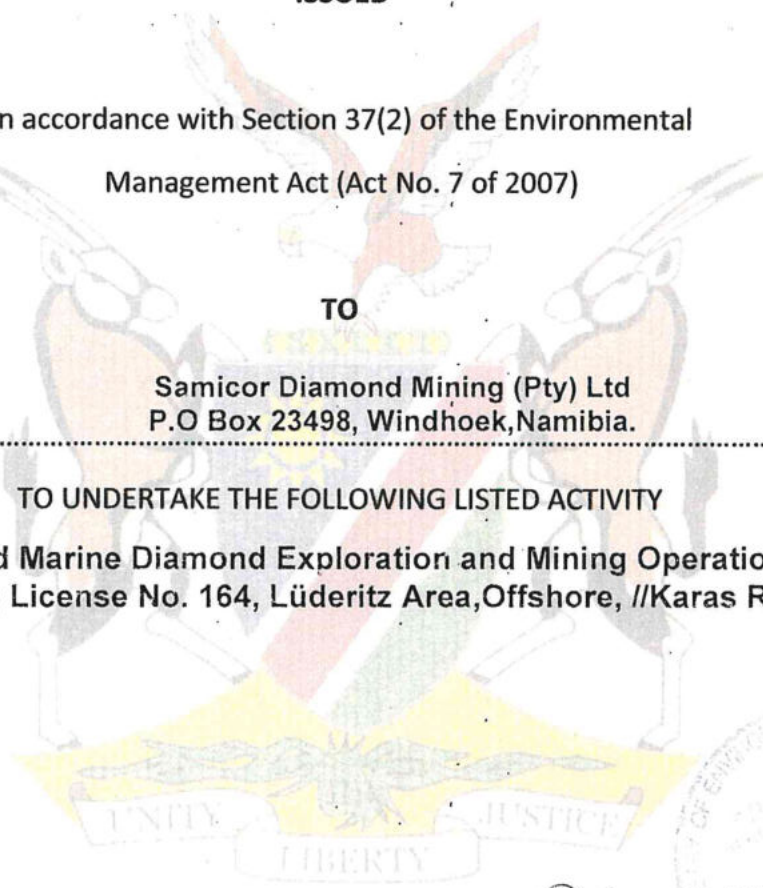 ISSUED
n accordance with Section 37(2) of the Environmental
Management Act (Act No. 7 of 2007)
TO
Samicor Diamond Mining (Pty) Ltd
P.O Box 23498, Windhoek,Namibia.
TO UNDERTAKE THE FOLLOWING LISTED ACTIVITY
d Marine Diamond Exploration and Mining Operatio
License No. 164, Lüderitz Area,Offshore, //Karas R
UNITY
LIBERTY
JUSTICE
OF ENVIRO